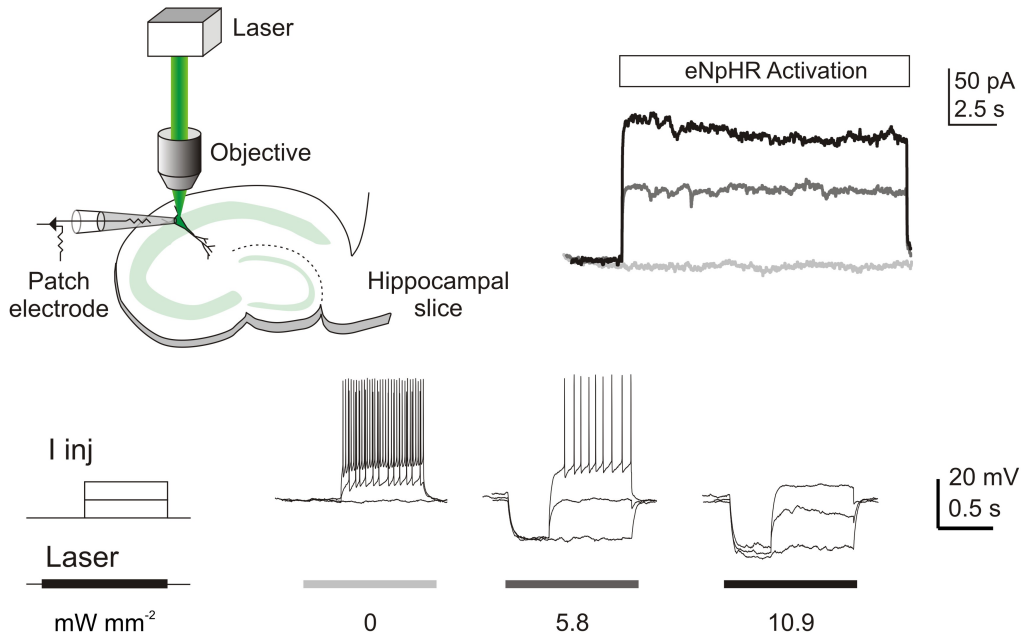 Laser
eNpHR Activation
50 pA
2.5 s
Objective
Patch
electrode
Hippocampal
slice
I inj
20 mV
0.5 s
Laser
mW mm-2
0
5.8
10.9